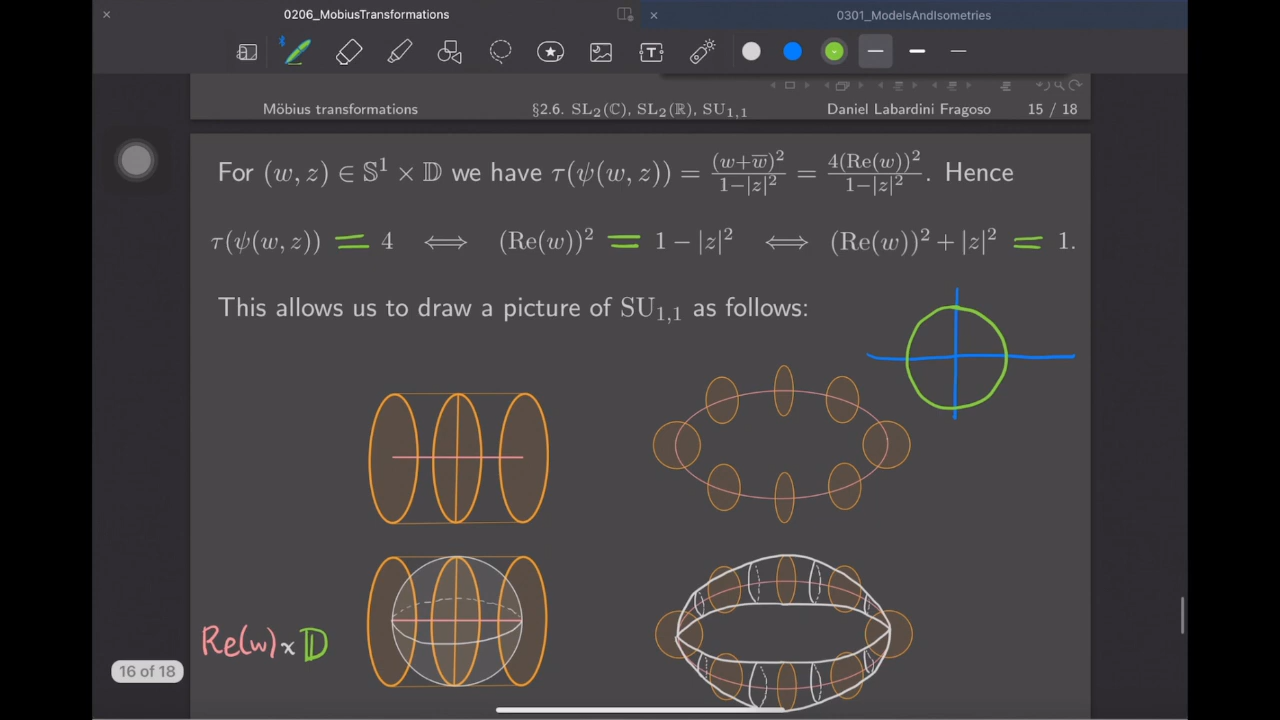 0206_MobiusTransformations
0301_ModelsAndIsometries
Möbius transformations §2.6. SL₂(ℂ), SL₂(ℝ), SU₁,₁ Daniel Labardini Fragoso 15 / 18
For (w, z) ∈ 𝕊¹ × 𝔻 we have τ(ψ(w, z)) = (w+w̅)²/(1−|z|²) = 4(Re(w))²/(1−|z|²). Hence
τ(ψ(w, z)) = 4 ⟺ (Re(w))² = 1 − |z|² ⟺ (Re(w))² + |z|² = 1.
This allows us to draw a picture of SU₁,₁ as follows:
Re(w) × 𝔻
16 of 18